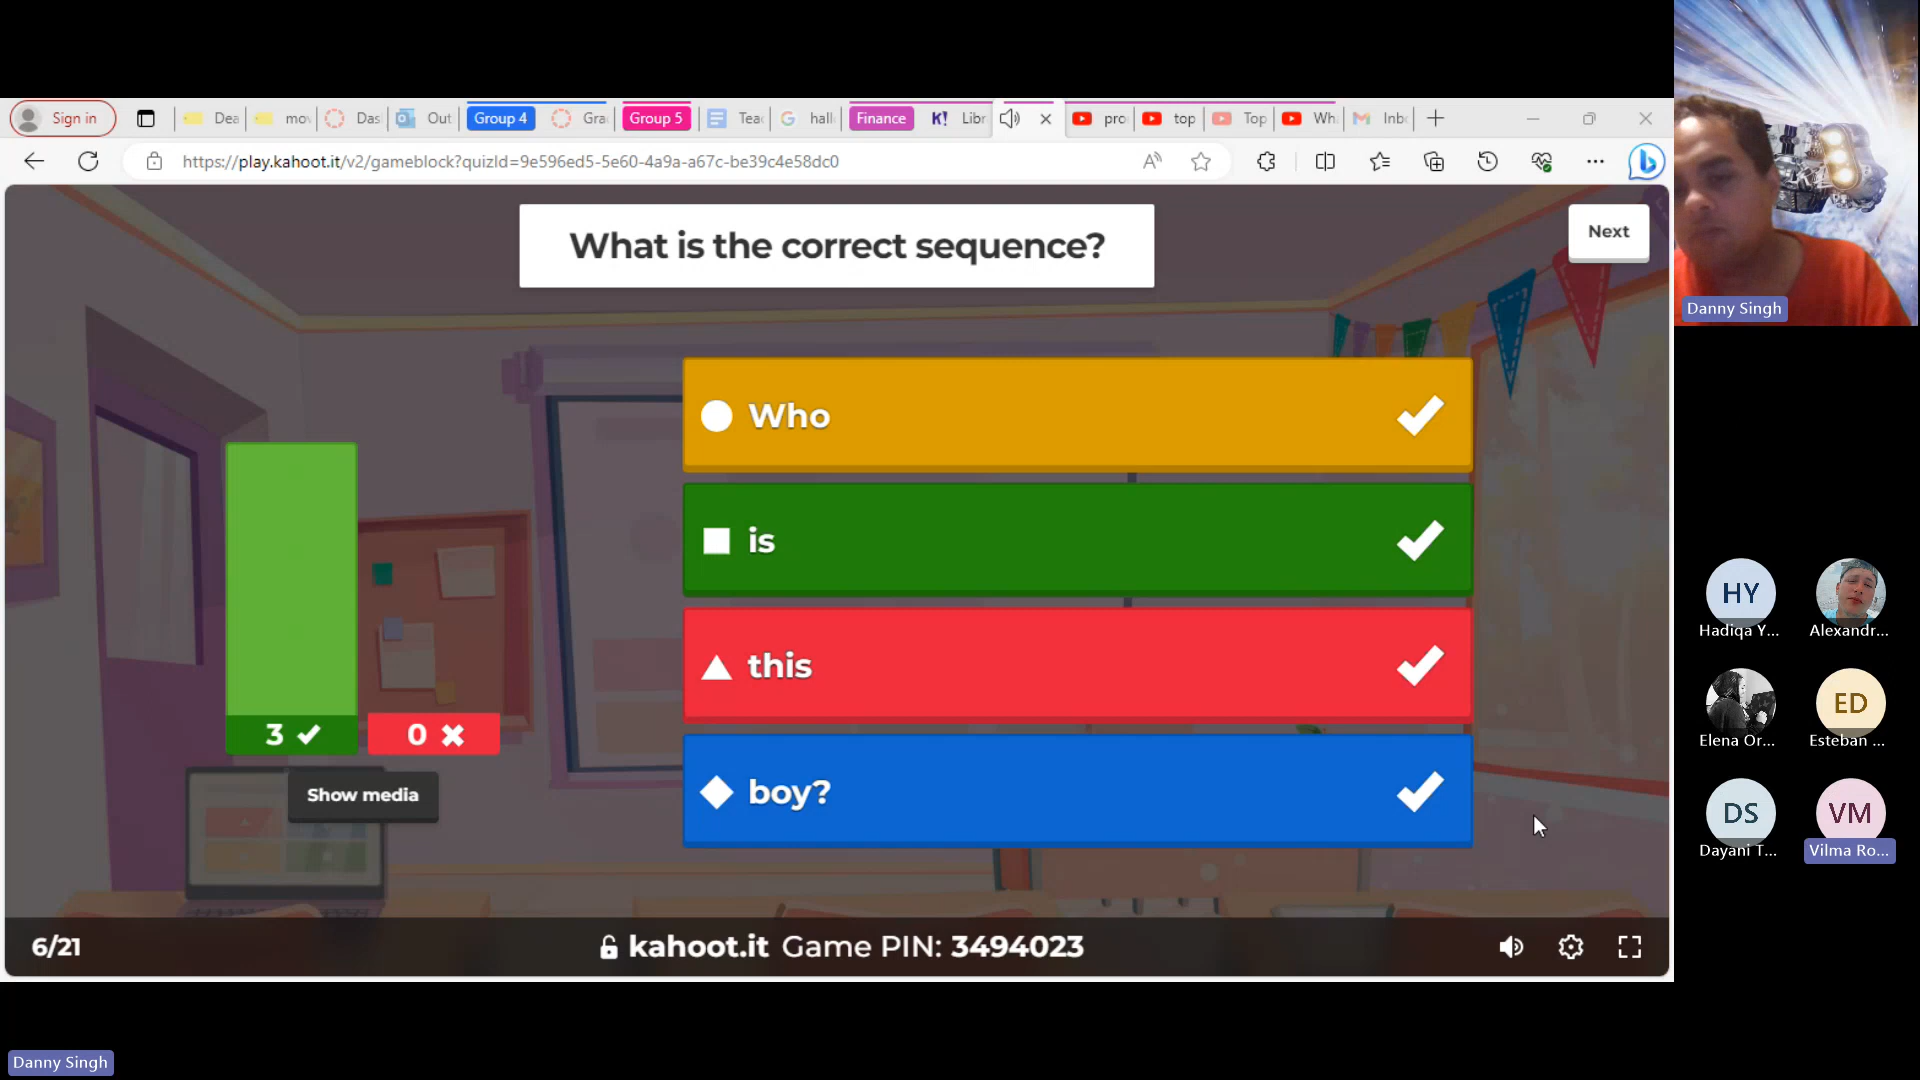 Sign in
Dea
mov
Das
Out
Group 4
Gra
Group 5
Tea
hall
Finance
K! Libr
pro
top
Top
Wh
Inb
https://play.kahoot.it/v2/gameblock?quizId=9e596ed5-5e60-4a9a-a67c-be39c4e58dc0
What is the correct sequence?
Next
Who
is
this
boy?
3
0
Show media
6/21
kahoot.it Game PIN: 3494023
Danny Singh
HY
Hadiqa Y...
Alexandr...
Elena Or...
ED
Esteban ...
DS
Dayani T...
VM
Vilma Ro...
Danny Singh